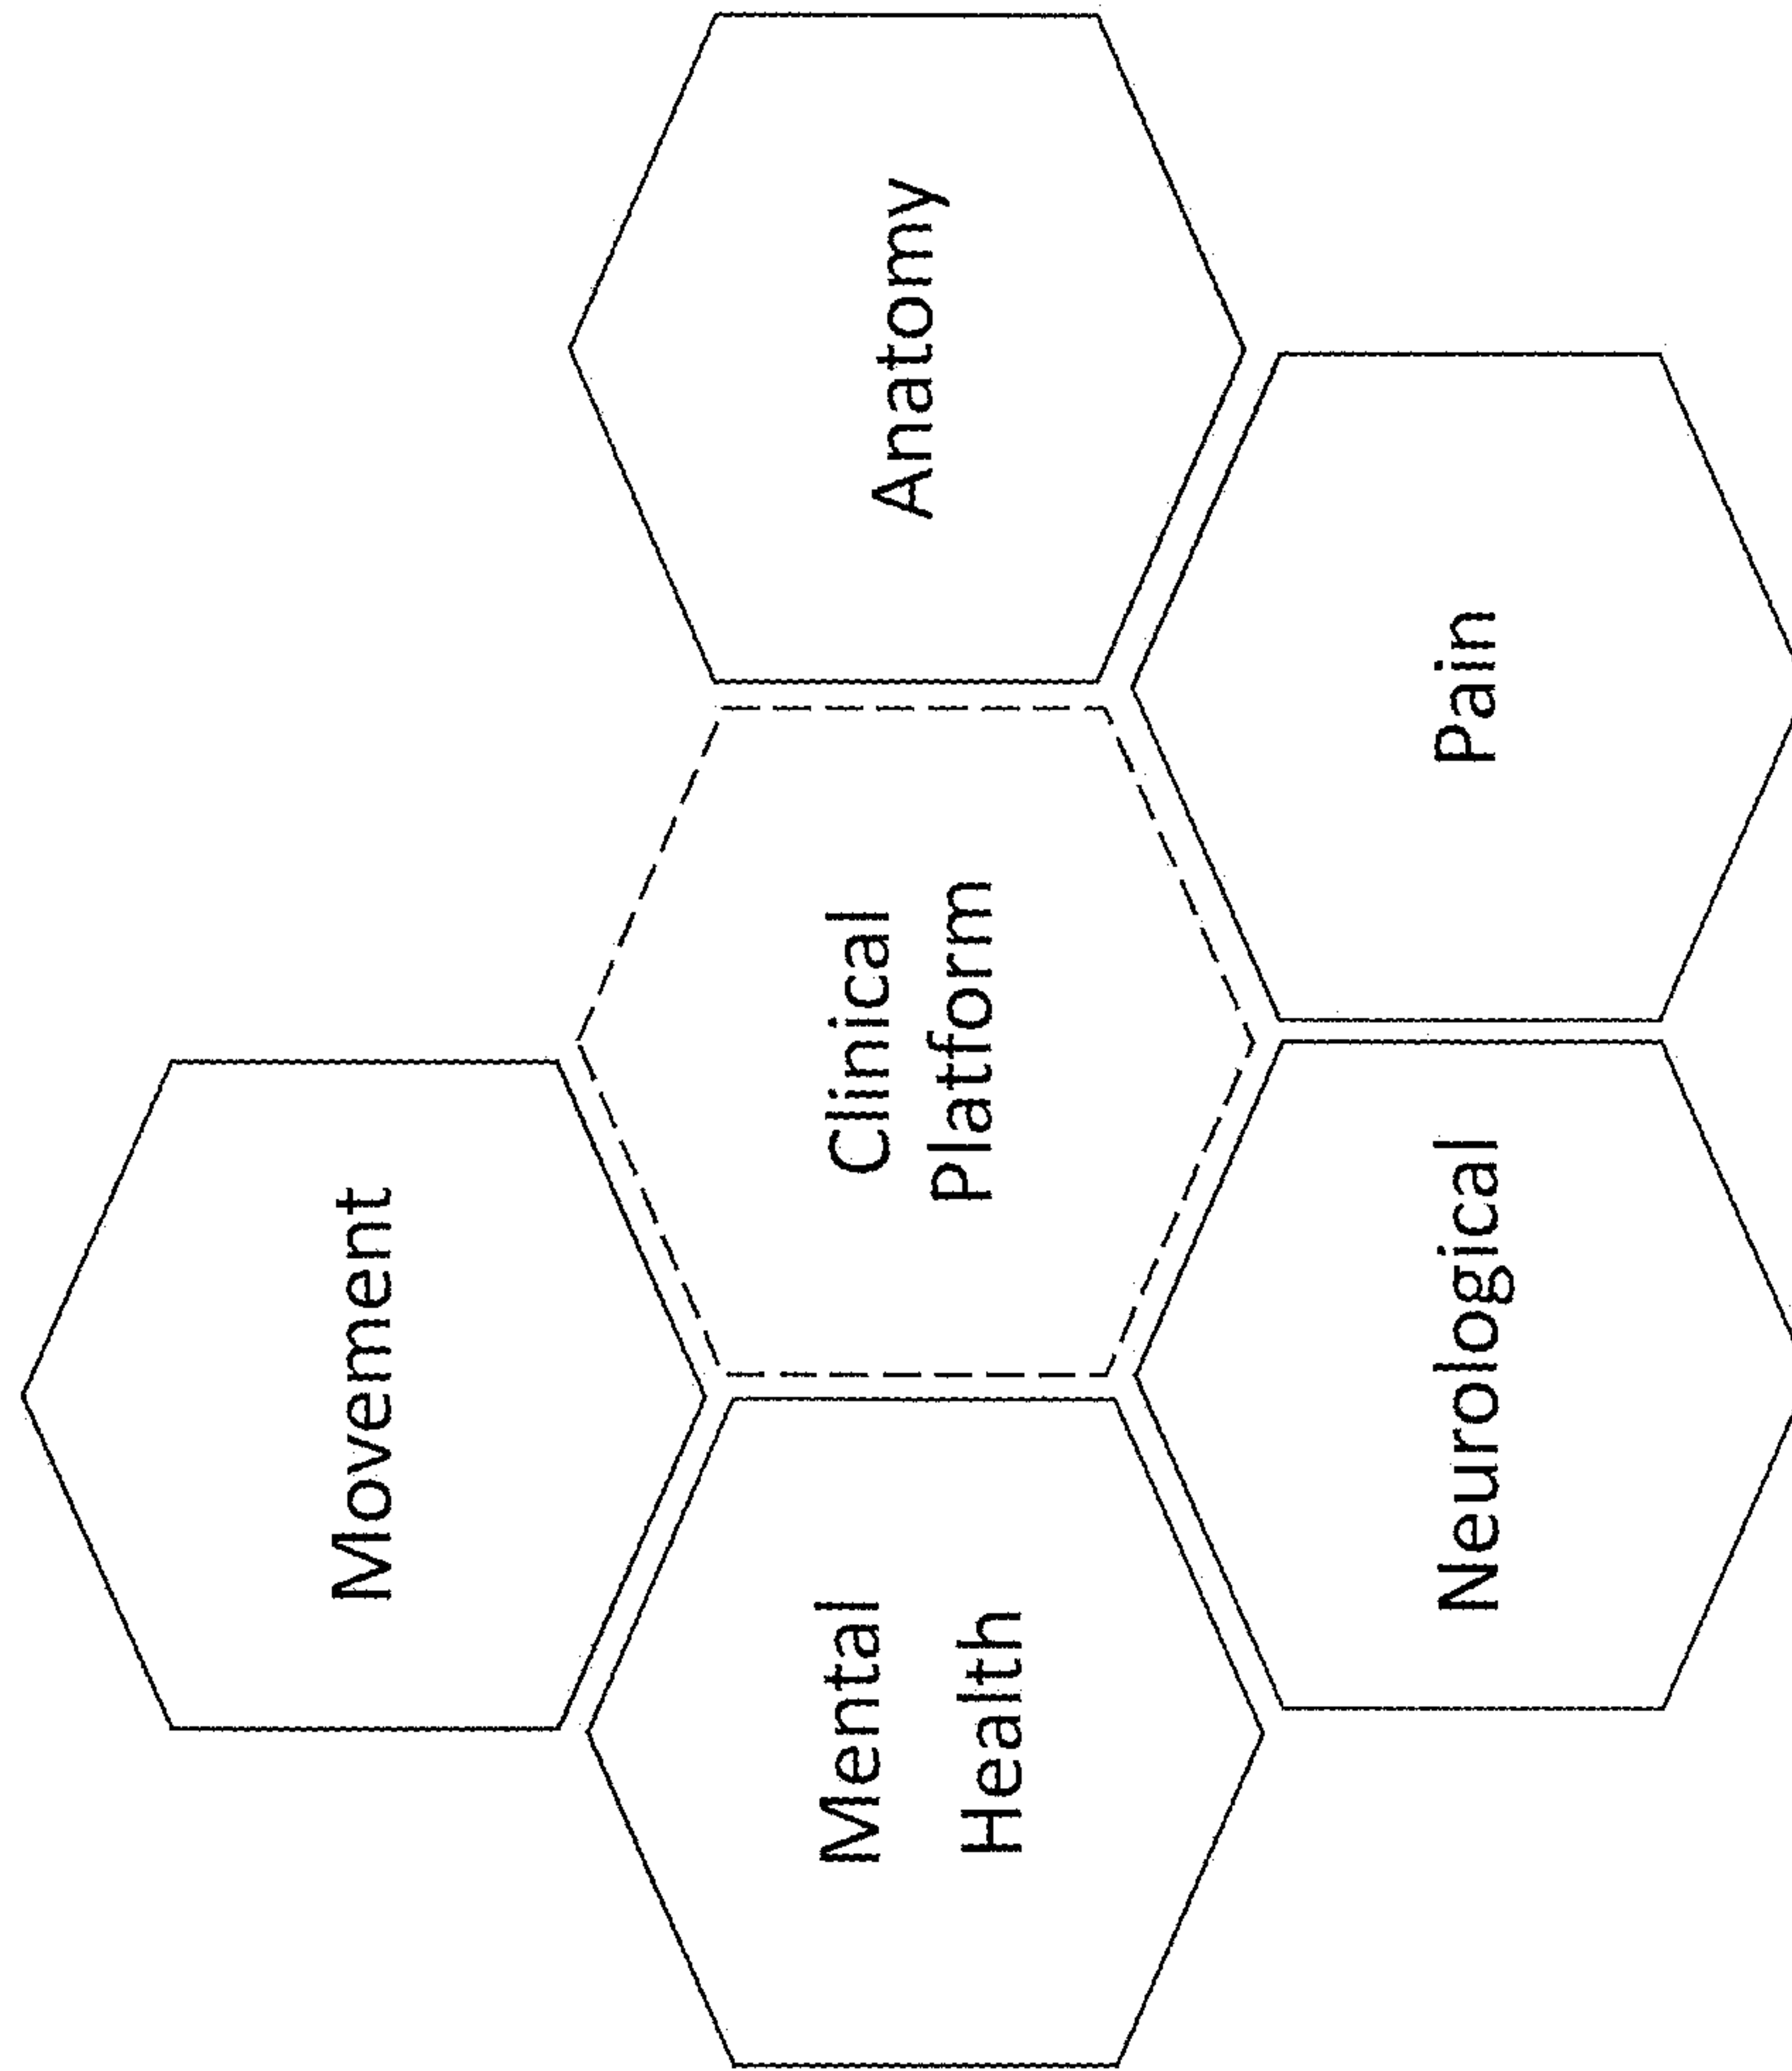 Movement
Mental
Health
Clinical
Platform
Anatomy
Neurological
Pain